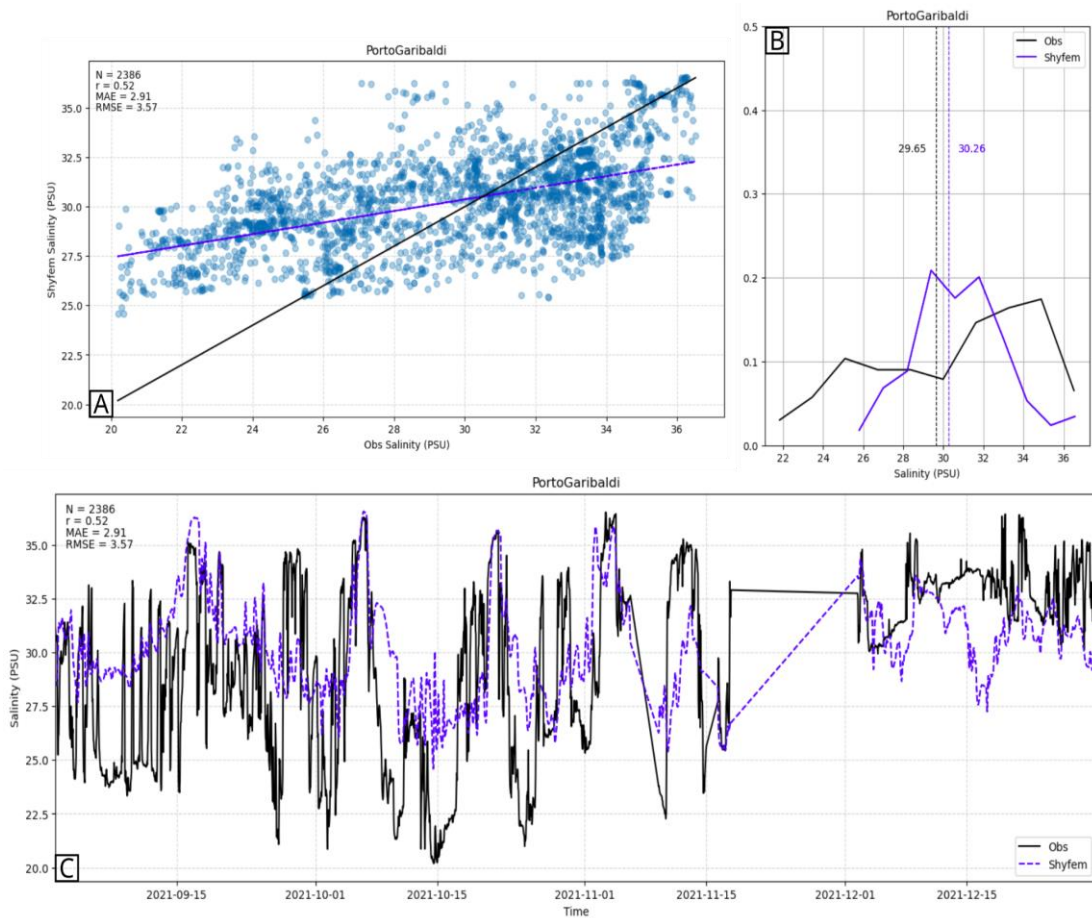 PortoGaribaldi
N = 2386
r = 0.52
MAE = 2.91
RMSE = 3.57
Shyfem Salinity (PSU)
35.0
32.5
30.0
27.5
25.0
22.5
20.0
A
20 22 24 26 28 30 32 34 36
Obs Salinity (PSU)
PortoGaribaldi
B
Obs
Shyfem
29.65 30.26
0.5
0.4
0.3
0.2
0.1
0.0
22 24 26 28 30 32 34 36
Salinity (PSU)
PortoGaribaldi
N = 2386
r = 0.52
MAE = 2.91
RMSE = 3.57
Salinity (PSU)
35.0
32.5
30.0
27.5
25.0
22.5
20.0
C
Obs
Shyfem
2021-09-15 2021-10-01 2021-10-15 2021-11-01 2021-11-15 2021-12-01 2021-12-15
Time